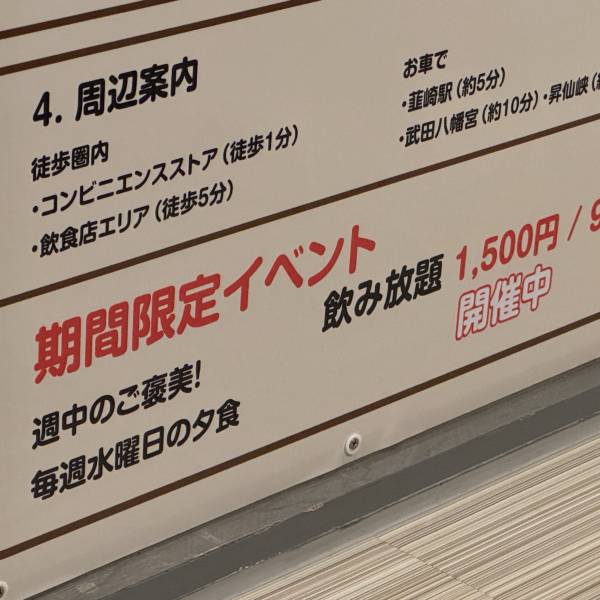 4. 周辺案内
徒歩圏内
・コンビニエンスストア（徒歩1分）
・飲食店エリア（徒歩5分）
お車で
・韮崎駅（約5分）
・武田八幡宮（約10分）・昇仙峡（
期間限定イベント
飲み放題 1,500円 / 9
開催中
週中のご褒美！
毎週水曜日の夕食